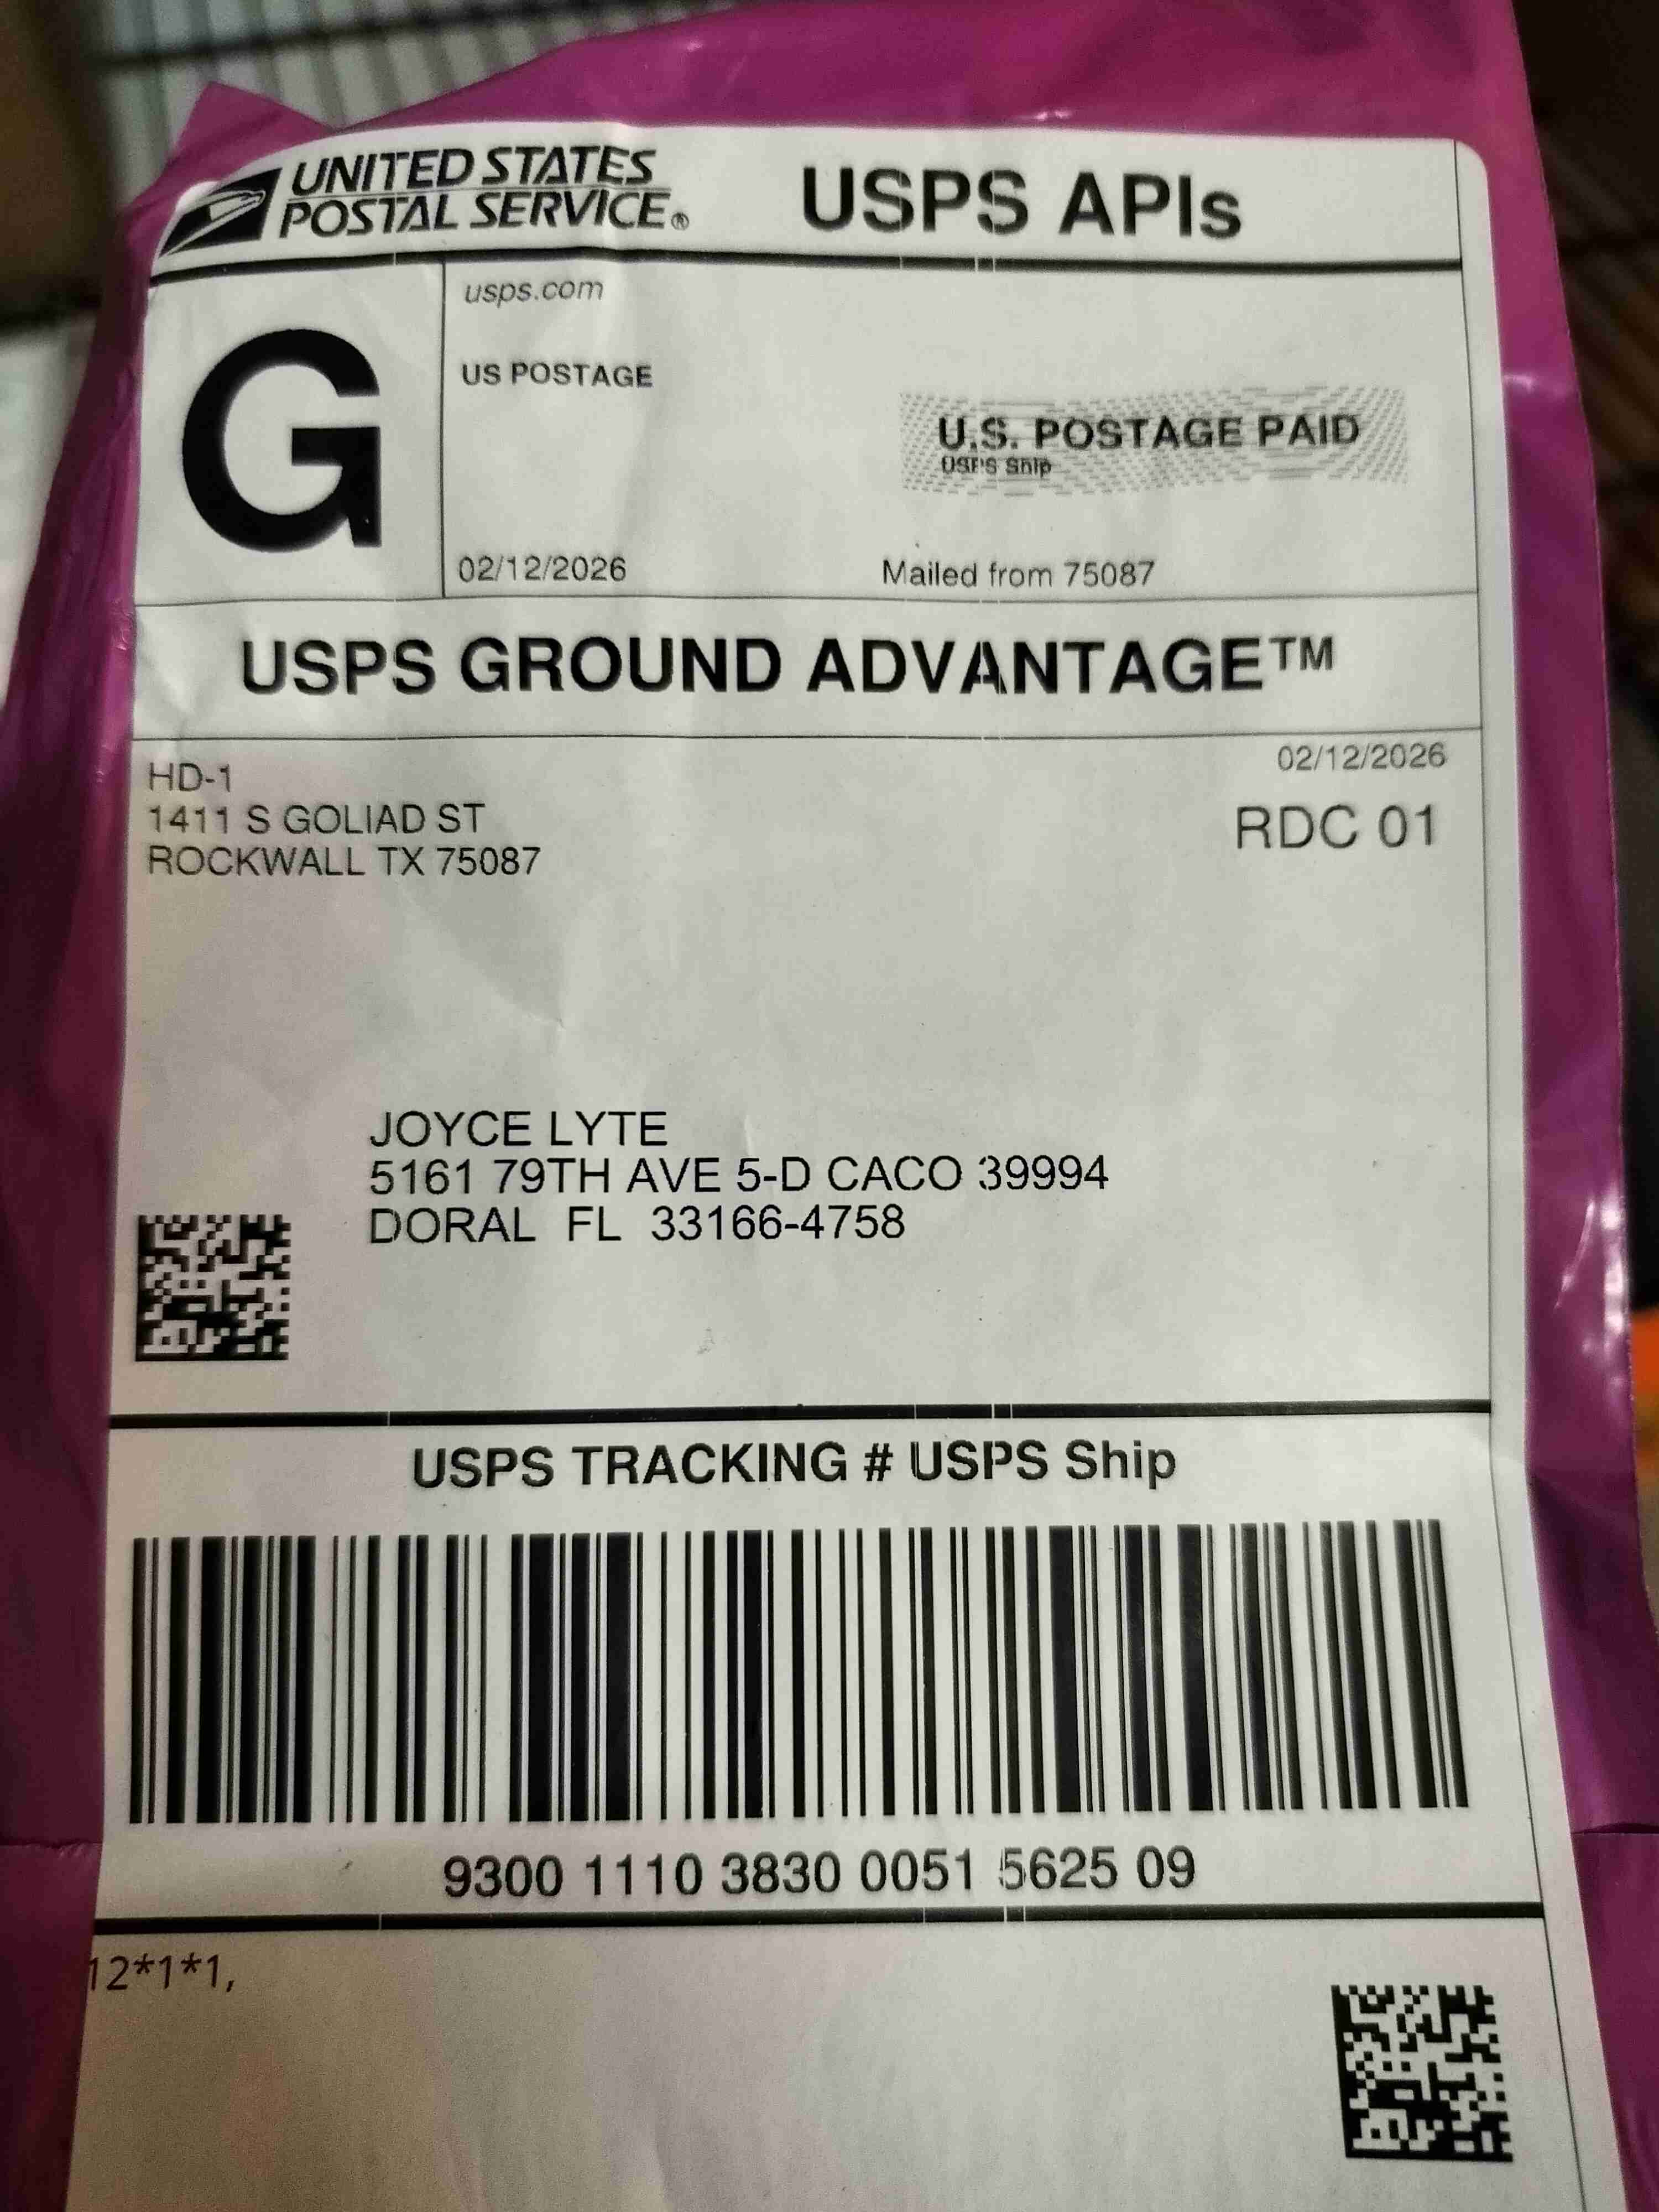 UNITED STATES
POSTAL SERVICE®
USPS APIs
G
usps.com
US POSTAGE
U.S. POSTAGE PAID
USPS Ship
02/12/2026
Mailed from 75087
USPS GROUND ADVANTAGE™
02/12/2026
HD-1
1411 S GOLIAD ST
ROCKWALL TX 75087
RDC 01
JOYCE LYTE
5161 79TH AVE 5-D CACO 39994
DORAL FL 33166-4758
USPS TRACKING # USPS Ship
9300 1110 3830 0051 5625 09
12*1*1,